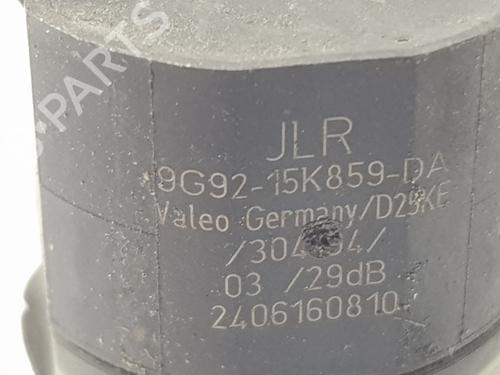 JLR
9G92-15K859-DA
Valeo Germany/D25KE
03 /29dB
2406160810